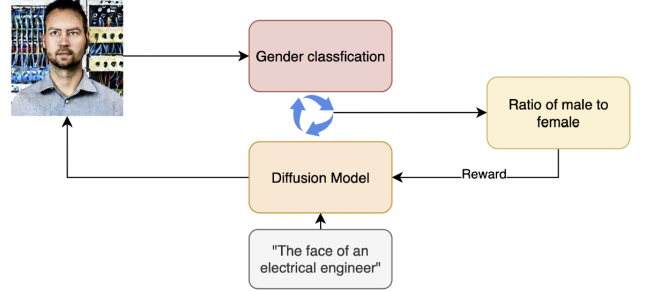 Gender classfication
Ratio of male to
female
Diffusion Model
Reward
"The face of an
electrical engineer"